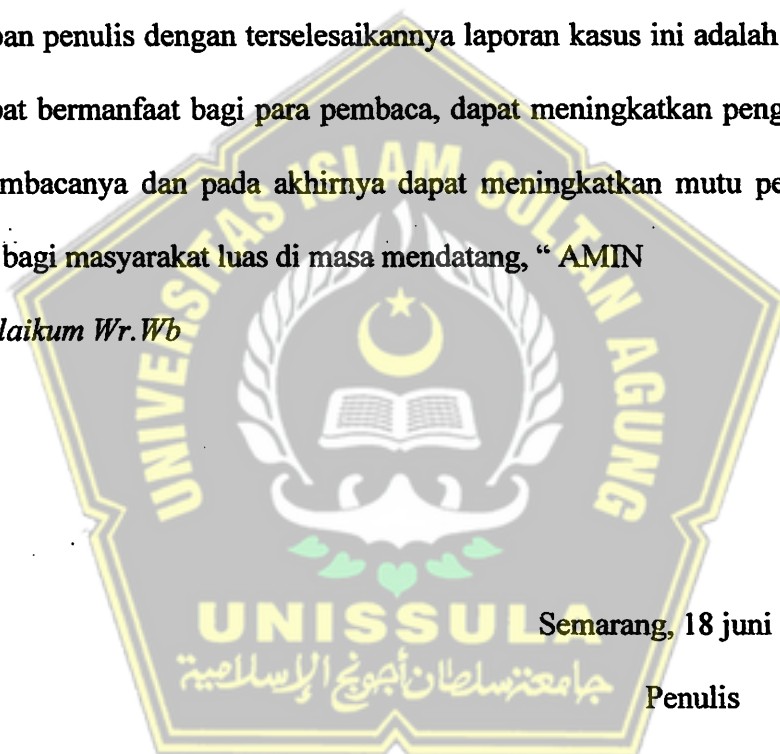 pan penulis dengan terselesaikannya laporan kasus ini adalah
pat bermanfaat bagi para pembaca, dapat meningkatkan peng
mbacanya dan pada akhirnya dapat meningkatkan mutu pe
bagi masyarakat luas di masa mendatang, “ AMIN
laikum Wr.Wb
UNIVERSITAS ISLAM SULTAN AGUNG
UNISSULA
جامعة سلطان أجونج الإسلامية
Semarang, 18 juni
Penulis